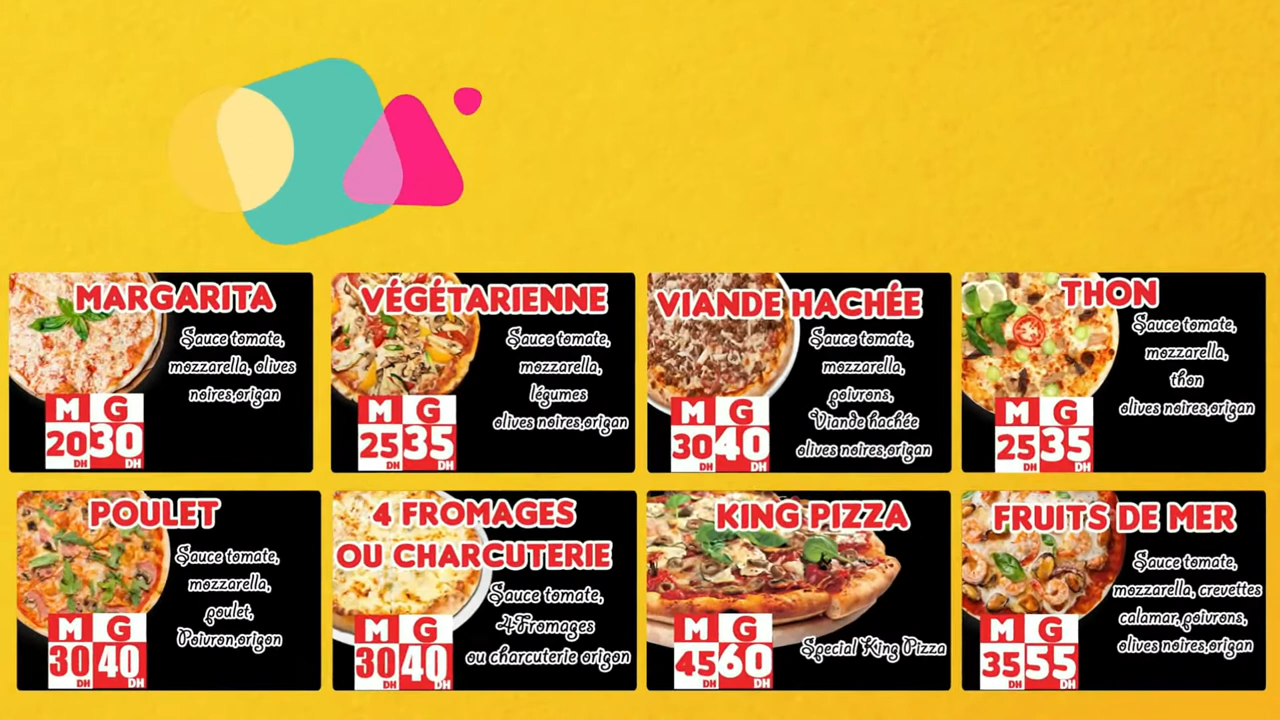 MARGARITA
Sauce tomate,
mozzarella, olives
noires,origan
M G
20 DH 30 DH
VÉGÉTARIENNE
Sauce tomate,
mozzarella,
légumes
olives noires,origan
M G
25 DH 35 DH
VIANDE HACHÉE
Sauce tomate,
mozzarella,
poivrons,
Viande hachée
olives noires,origan
M G
30 DH 40 DH
THON
Sauce tomate,
mozzarella,
thon
olives noires,origan
M G
25 DH 35 DH
POULET
Sauce tomate,
mozzarella,
poulet,
Poivron,origon
M G
30 DH 40 DH
4 FROMAGES
OU CHARCUTERIE
Sauce tomate,
4Fromages
ou charcuterie origon
M G
30 DH 40 DH
KING PIZZA
Special King Pizza
M G
45 DH 60 DH
FRUITS DE MER
Sauce tomate,
mozzarella, crevettes
calamar,poivrons,
olives noires,origan
M G
35 DH 55 DH